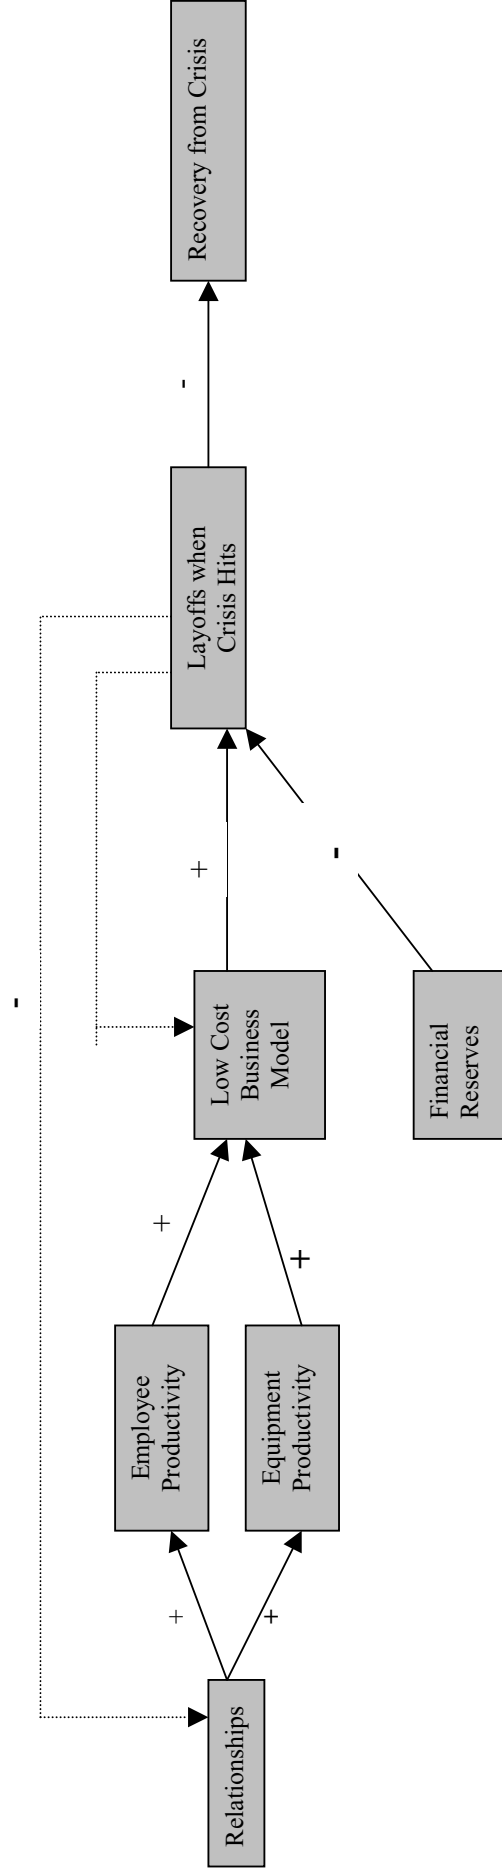 -
Relationships
+
+
Employee
Productivity
Equipment
Productivity
+
+
Low Cost
Business
Model
Financial
Reserves
+
-
Layoffs when
Crisis Hits
-
Recovery from Crisis